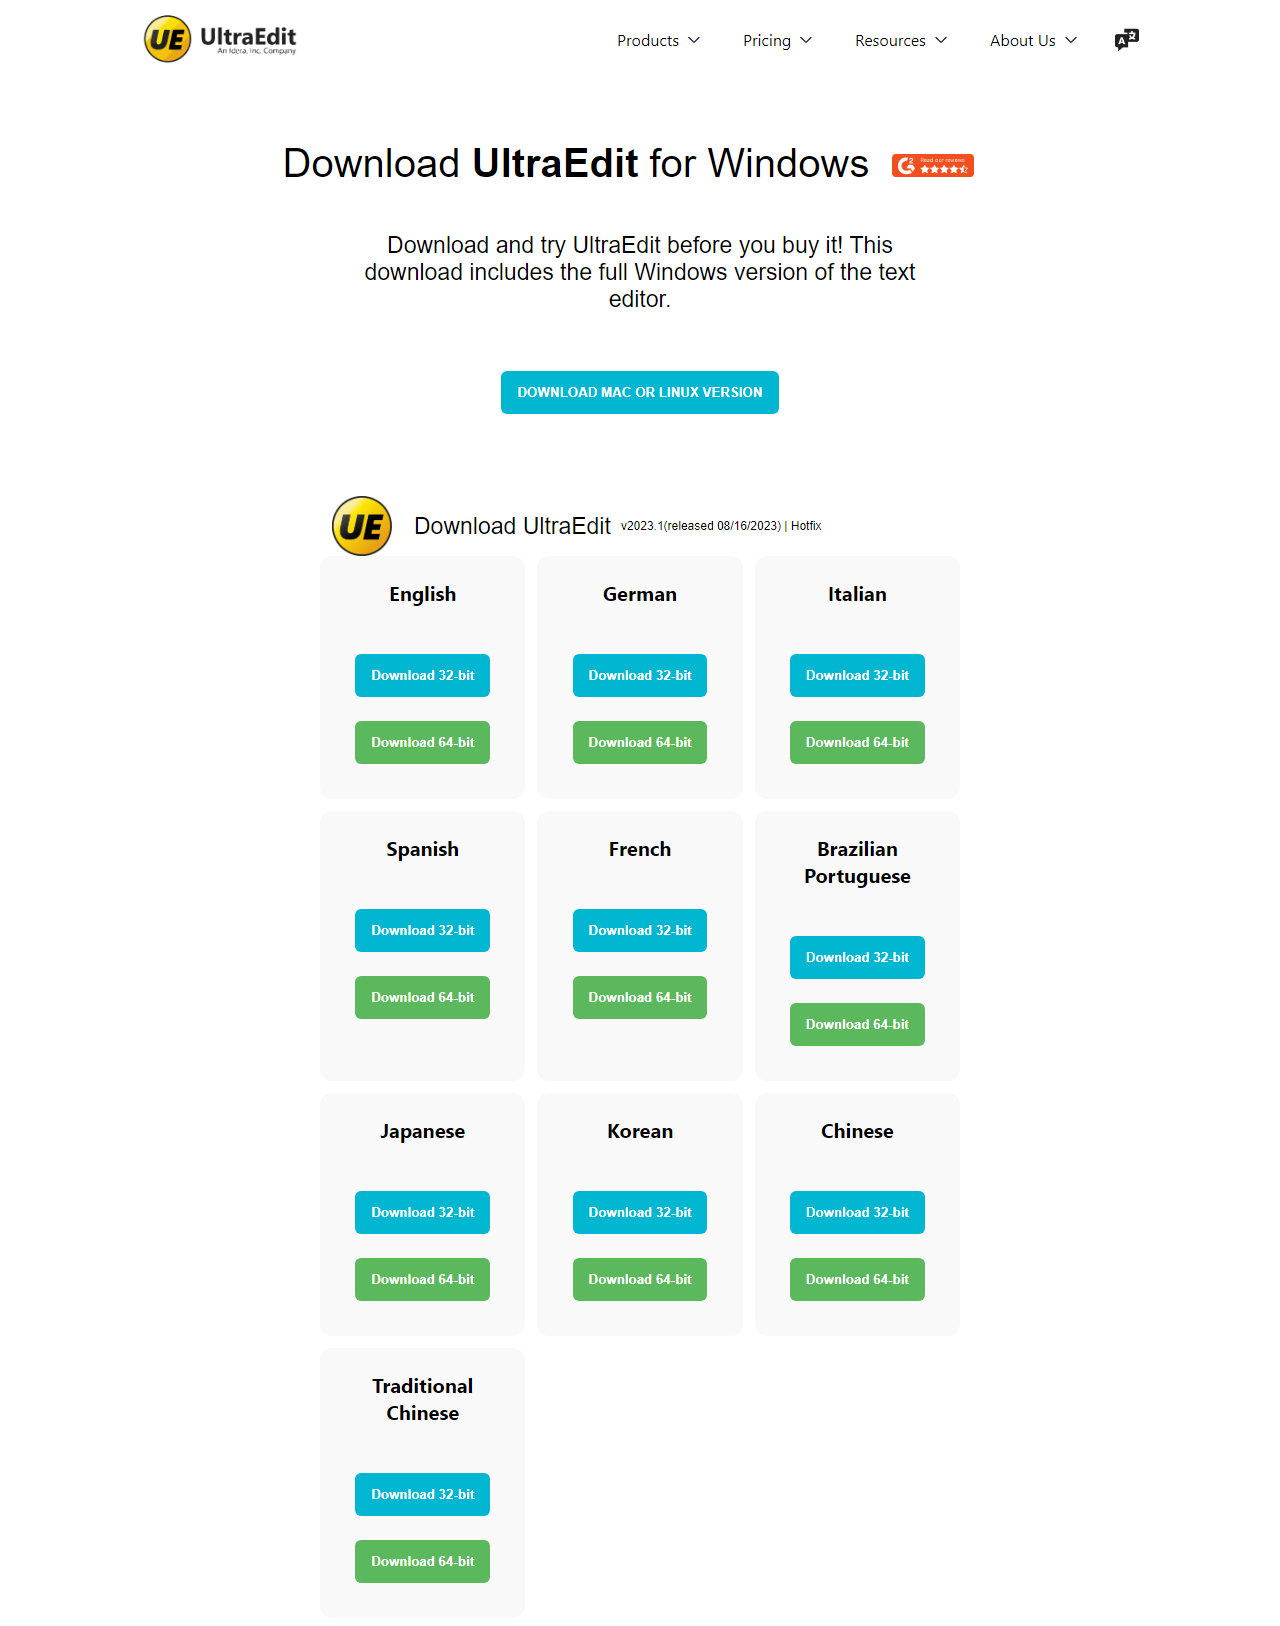 UE UltraEdit
An Idera, Inc. Company
Products Pricing Resources About Us A
Download UltraEdit for Windows
G2 Read our reviews
Download and try UltraEdit before you buy it! This
download includes the full Windows version of the text
editor.
DOWNLOAD MAC OR LINUX VERSION
UE Download UltraEdit v2023.1(released 08/16/2023) | Hotfix
English German Italian
Download 32-bit Download 32-bit Download 32-bit
Download 64-bit Download 64-bit Download 64-bit
Spanish French Brazilian
Portuguese
Download 32-bit Download 32-bit
Download 32-bit
Download 64-bit Download 64-bit
Download 64-bit
Japanese Korean Chinese
Download 32-bit Download 32-bit Download 32-bit
Download 64-bit Download 64-bit Download 64-bit
Traditional
Chinese
Download 32-bit
Download 64-bit